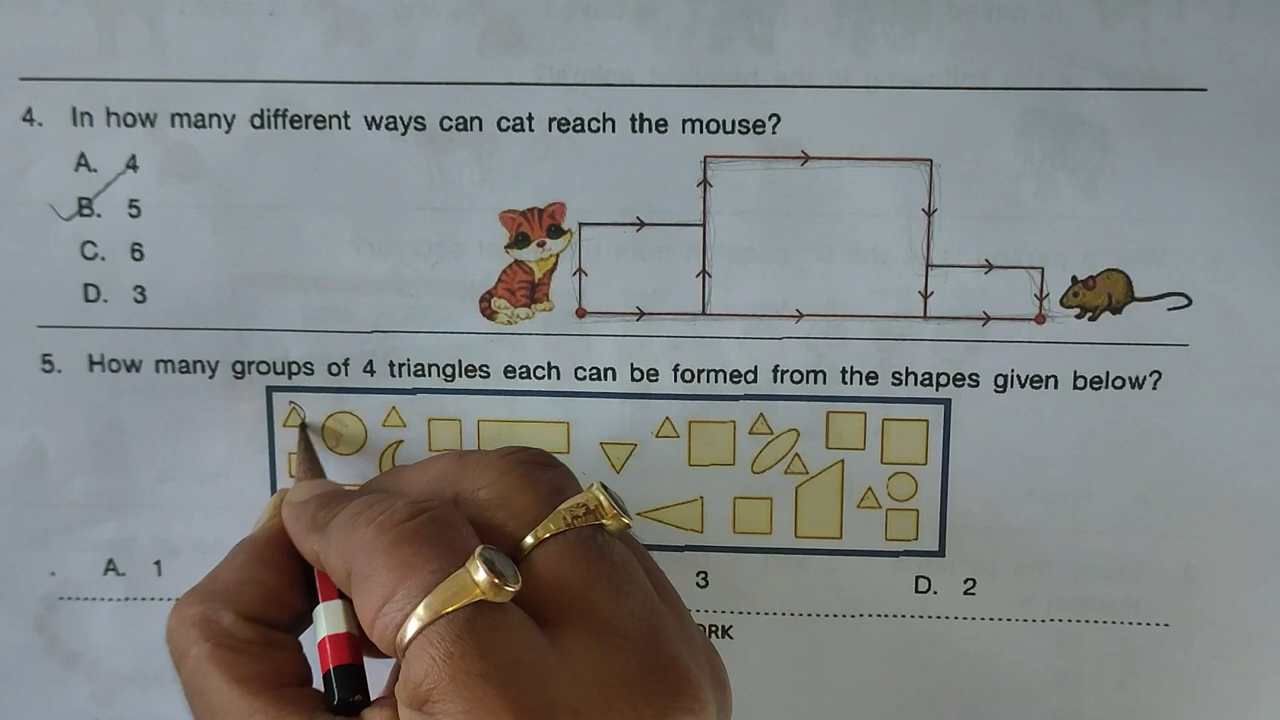 4. In how many different ways can cat reach the mouse?
A. 4
B. 5
C. 6
D. 3
5. How many groups of 4 triangles each can be formed from the shapes given below?
A. 1 3 D. 2